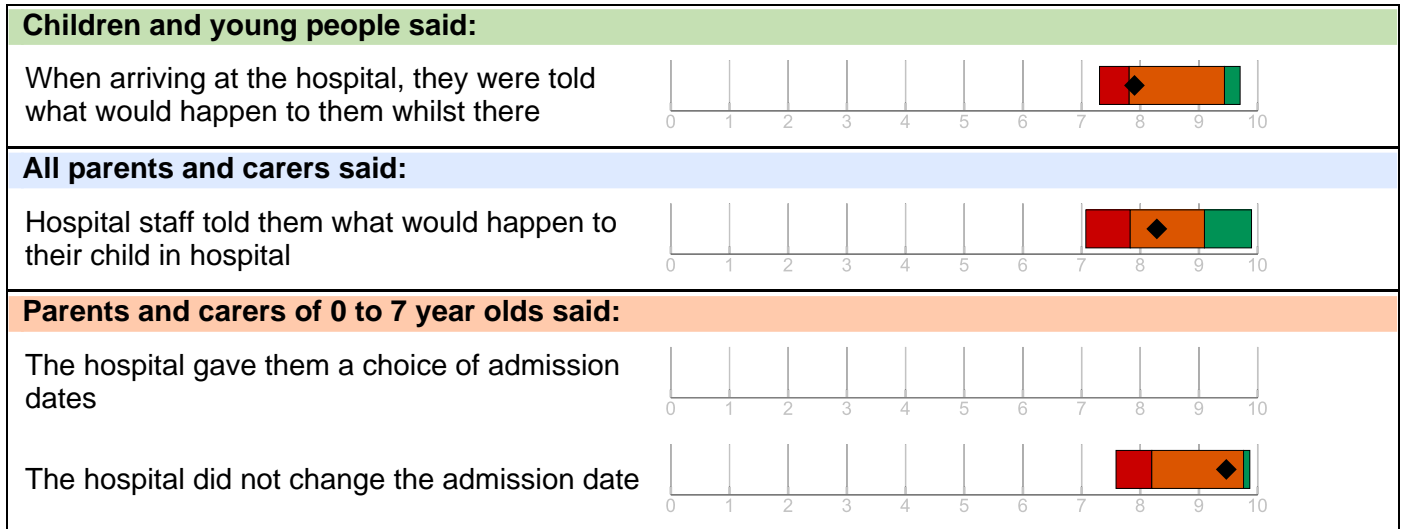 Children and young people said:
When arriving at the hospital, they were told
what would happen to them whilst there
0 1 2 3 4 5 6 7 8 9 10
All parents and carers said:
Hospital staff told them what would happen to
their child in hospital
0 1 2 3 4 5 6 7 8 9 10
Parents and carers of 0 to 7 year olds said:
The hospital gave them a choice of admission
dates
0 1 2 3 4 5 6 7 8 9 10
The hospital did not change the admission date
0 1 2 3 4 5 6 7 8 9 10